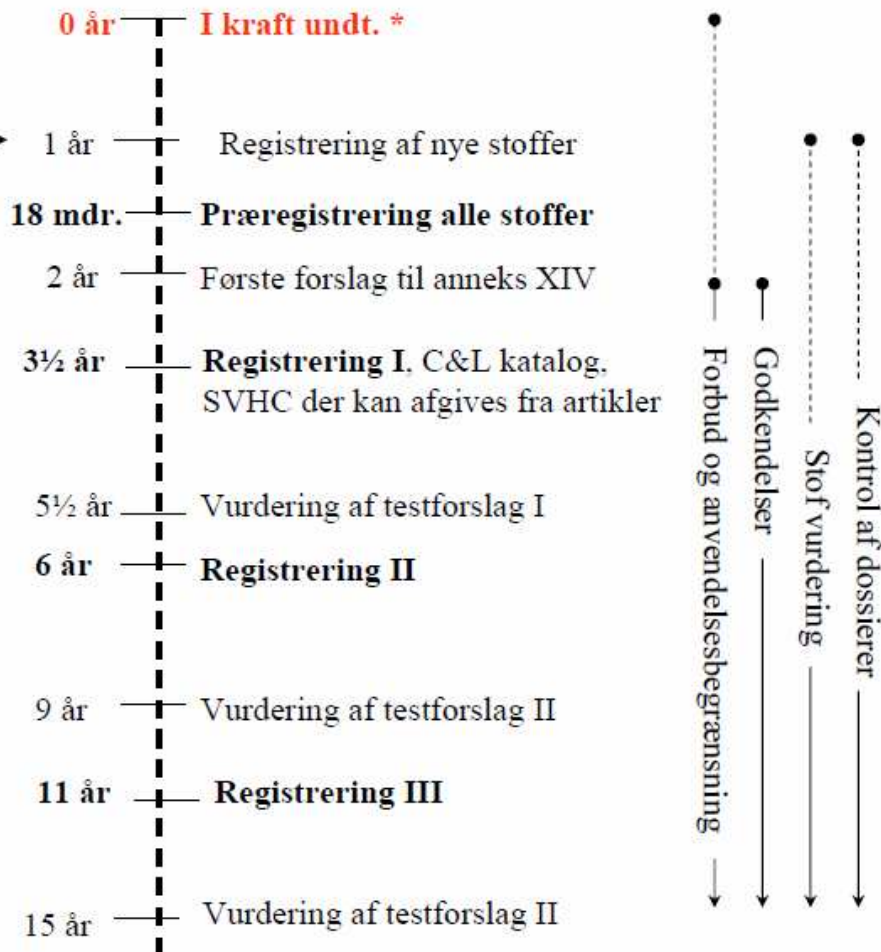 0 år I kraft undt. *
1 år Registrering af nye stoffer
18 mdr. Præregistrering alle stoffer
2 år Første forslag til anneks XIV
3½ år Registrering I, C&L katalog,
SVHC der kan afgives fra artikler
5½ år Vurdering af testforslag I
6 år Registrering II
9 år Vurdering af testforslag II
11 år Registrering III
15 år Vurdering af testforslag II
Forbud og anvendelsesbegrænsning
Godkendelser
Stof vurdering
Kontrol af dossierer